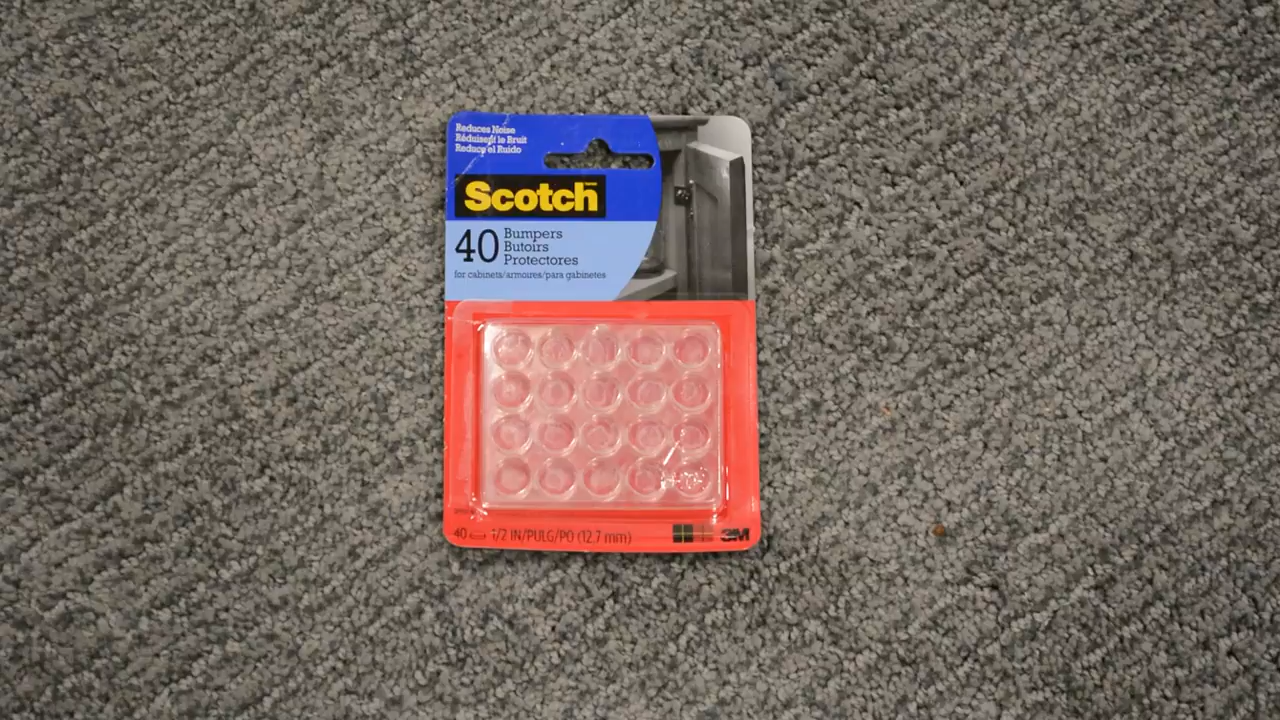 Reduces Noise
Réduisent le Bruit
Reduce el Ruido
Scotch
40
Bumpers
Butoirs
Protectores
for cabinets/armoires/para gabinetes
40 1/2 IN/PULG/PO (12.7 mm)
3M